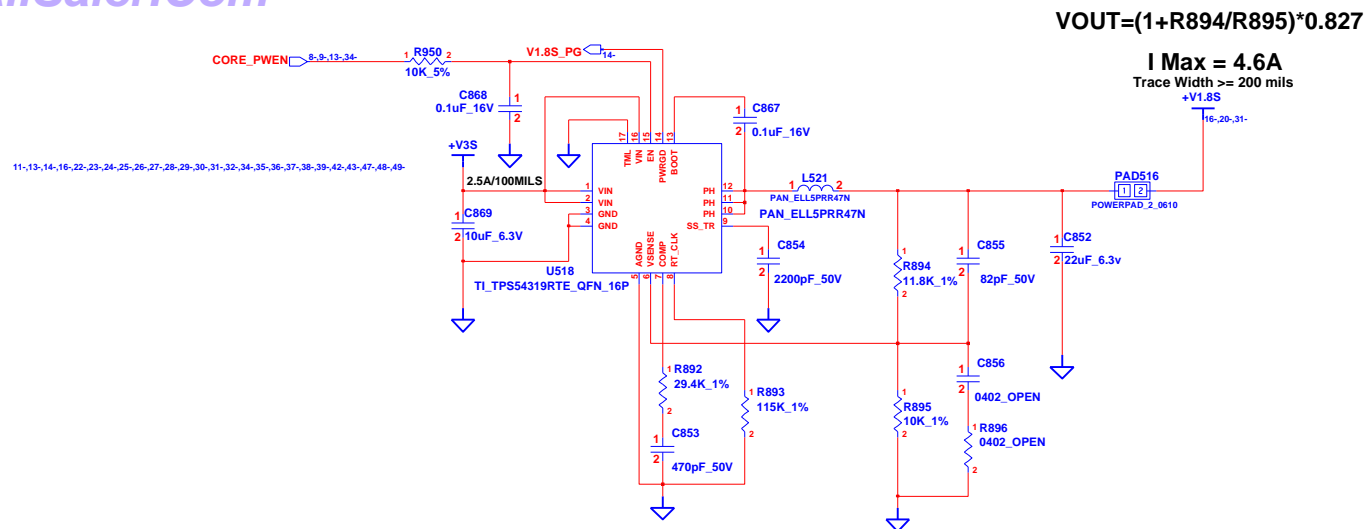 VOUT=(1+R894/R895)*0.827
I Max = 4.6A
Trace Width >= 200 mils
+V1.8S
16-,20-,31-
CORE_PWEN
8-,9-,13-,34-
1 R950 2
10K_5%
V1.8S_PG
14-
C868
1
0.1uF_16V
2
1
C867
2
0.1uF_16V
+V3S
11-,13-,14-,16-,22-,23-,24-,25-,26-,27-,28-,29-,30-,31-,32-,34-,35-,36-,37-,38-,39-,42-,43-,47-,48-,49-
2.5A/100MILS
17 16 15 14 13
TML VIN EN PWRGD BOOT
1 VIN
2 VIN
3 GND
4 GND
PH 12
PH 11
PH 10
SS_TR 9
AGND VSENSE COMP RT_CLK
5 6 7 8
U518
TI_TPS54319RTE_QFN_16P
1 C869
2 10uF_6.3V
L521
1 2
PAN_ELL5PRR47N
PAN_ELL5PRR47N
PAD516
1 2
POWERPAD_2_0610
1 C854
2 2200pF_50V
1
R894
11.8K_1%
2
1 C855
2 82pF_50V
1 C852
2 22uF_6.3v
1 R892
29.4K_1%
2
1 R893
115K_1%
2
1 C853
2
470pF_50V
1
R895
10K_1%
2
C856
1
2 0402_OPEN
1 R896
0402_OPEN
2